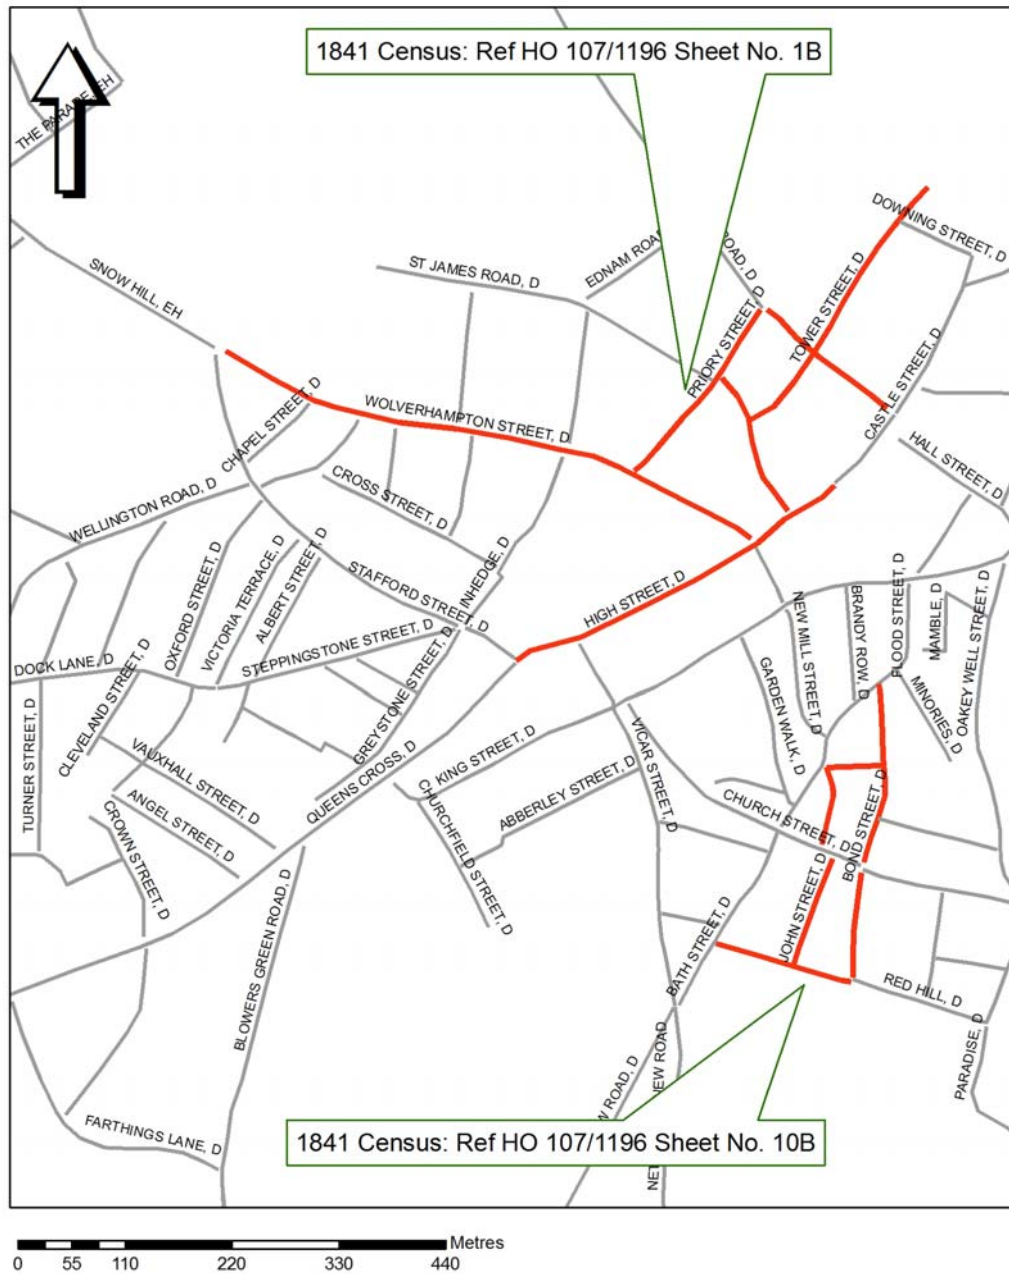 1841 Census: Ref HO 107/1196 Sheet No. 1B
THE PARADE, EH
DOWNING STREET, D
SNOW HILL, EH
ST JAMES ROAD, D
EDNAM ROA
ROAD, D
PRIORY STREET, D
TOWER STREET, D
CASTLE STREET, D
CHAPEL STREET, D
WOLVERHAMPTON STREET, D
HALL STREET, D
WELLINGTON ROAD, D
CROSS STREET, D
OXFORD STREET, D
VICTORIA TERRACE, D
ALBERT STREET, D
STAFFORD STREET, D
INHEDGE, D
HIGH STREET, D
NEW MILL STREET, D
BRANDY ROW, D
FLOOD STREET, D
MAMBLE, D
OAKEY WELL STREET, D
DOCK LANE, D
STEPPINGSTONE STREET, D
GREYSTONE STREET, D
GARDEN WALK, D
MINORIES, D
CLEVELAND STREET, D
TURNER STREET, D
VAUXHALL STREET, D
QUEENS CROSS, D
KING STREET, D
VICAR STREET, D
ANGEL STREET, D
CROWN STREET, D
CHURCHFIELD STREET, D
ABBERLEY STREET, D
CHURCH STREET, D
BOND STREET, D
JOHN STREET, D
BATH STREET, D
BLOWERS GREEN ROAD, D
RED HILL, D
PARADISE, D
W ROAD, D
NET
IEW ROAD
FARTHINGS LANE, D
1841 Census: Ref HO 107/1196 Sheet No. 10B
Metres
0 55 110 220 330 440